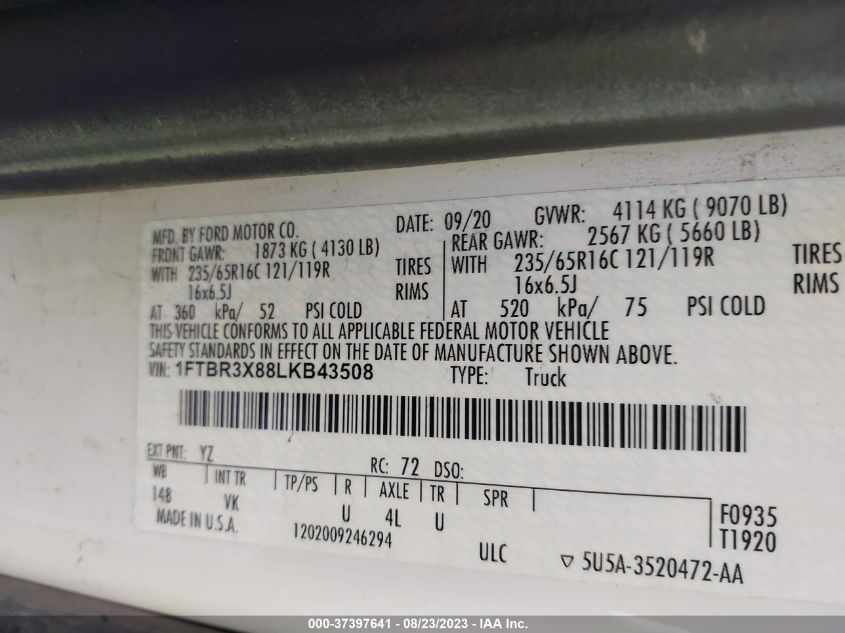 MFD. BY FORD MOTOR CO. DATE: 09/20 GVWR: 4114 KG ( 9070 LB)
FRONT GAWR: 1873 KG ( 4130 LB) REAR GAWR: 2567 KG ( 5660 LB)
WITH 235/65R16C 121/119R TIRES WITH 235/65R16C 121/119R TIRES
16x6.5J RIMS 16x6.5J RIMS
AT 360 kPa/ 52 PSI COLD AT 520 kPa/ 75 PSI COLD
THIS VEHICLE CONFORMS TO ALL APPLICABLE FEDERAL MOTOR VEHICLE
SAFETY STANDARDS IN EFFECT ON THE DATE OF MANUFACTURE SHOWN ABOVE.
VIN: 1FTBR3X88LKB43508 TYPE: Truck
EXT PNT: YZ RC: 72 DSO:
WB INT TR TP/PS R AXLE TR SPR
148 VK U 4L U F0935
T1920
MADE IN U.S.A. 1202009246294 ULC ▽ 5U5A-3520472-AA
000-37397641 - 08/23/2023 - IAA Inc.